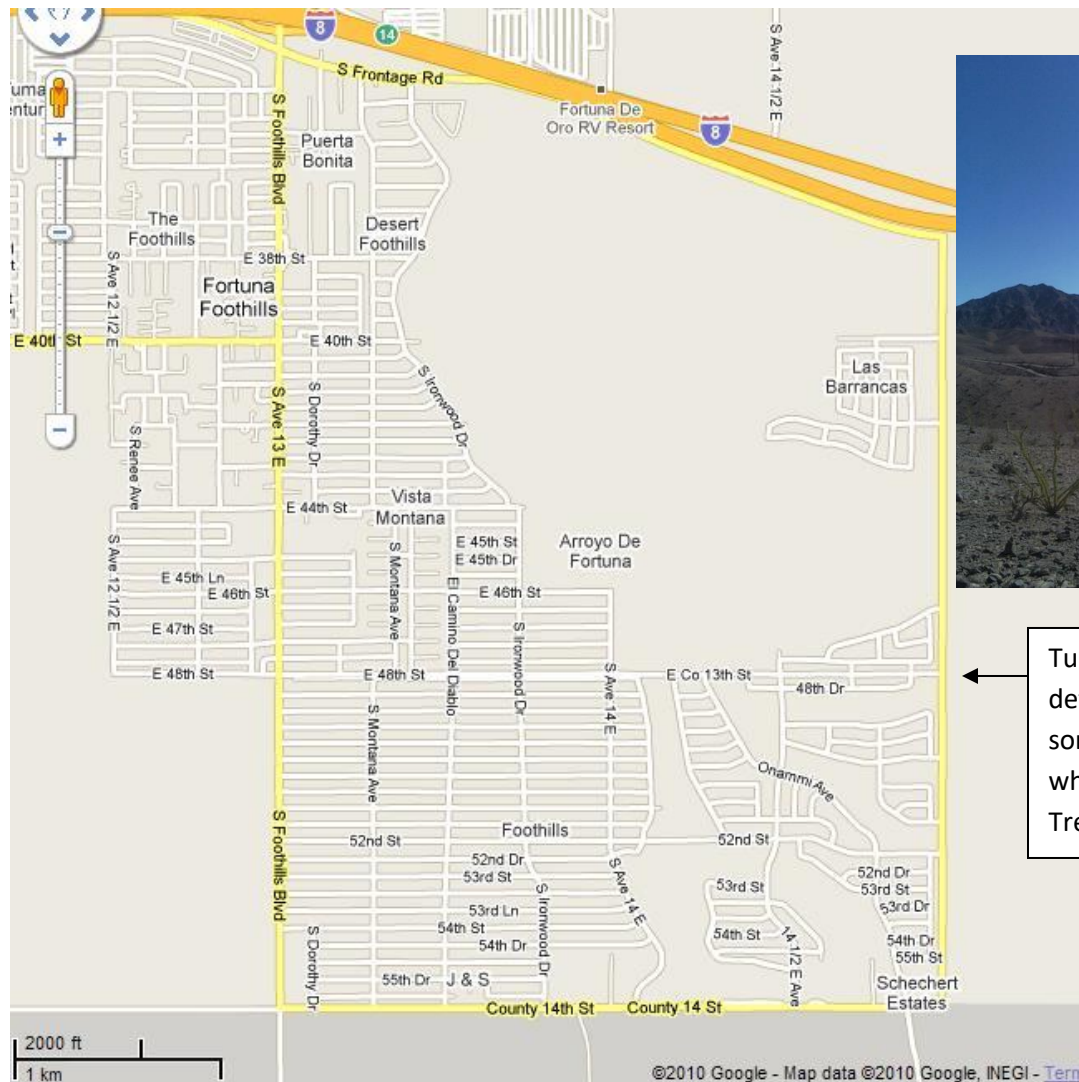 8
14
S Frontage Rd
S Ave 14 1/2 E
Fortuna De
Oro RV Resort
8
S Foothills Blvd
Puerta
Bonita
The
Foothills
Desert
Foothills
E 38th St
S Ave 12 1/2 E
Fortuna
Foothills
E 40th St
E 40th St
Las
Barrancas
S Ironwood Dr
S Dorothy Dr
S Ave 13 E
S Renee Ave
Vista
Montana
E 44th St
E 45th St
E 45th Dr
Arroyo De
Fortuna
S Ave 12 1/2 E
S Montana Ave
E 45th Ln
E 46th St
El Camino Del Diablo
E 46th St
E 47th St
S Ironwood Dr
S Ave 14 E
E 48th St
E 48th St
E Co 13th St
48th Dr
S Montana Ave
Onammi Ave
S Foothills Blvd
Foothills
52nd St
52nd St
52nd Dr
53rd St
S Ave 14 E
52nd Dr
53rd St
53rd Dr
53rd St
53rd Ln
54th St
54th Dr
S Ironwood Dr
54th St
14 1/2 E Ave
54th Dr
55th St
S Dorothy Dr
55th Dr
J & S
Schechert
Estates
County 14th St
County 14 St
2000 ft
1 km
©2010 Google - Map data ©2010 Google, INEGI -